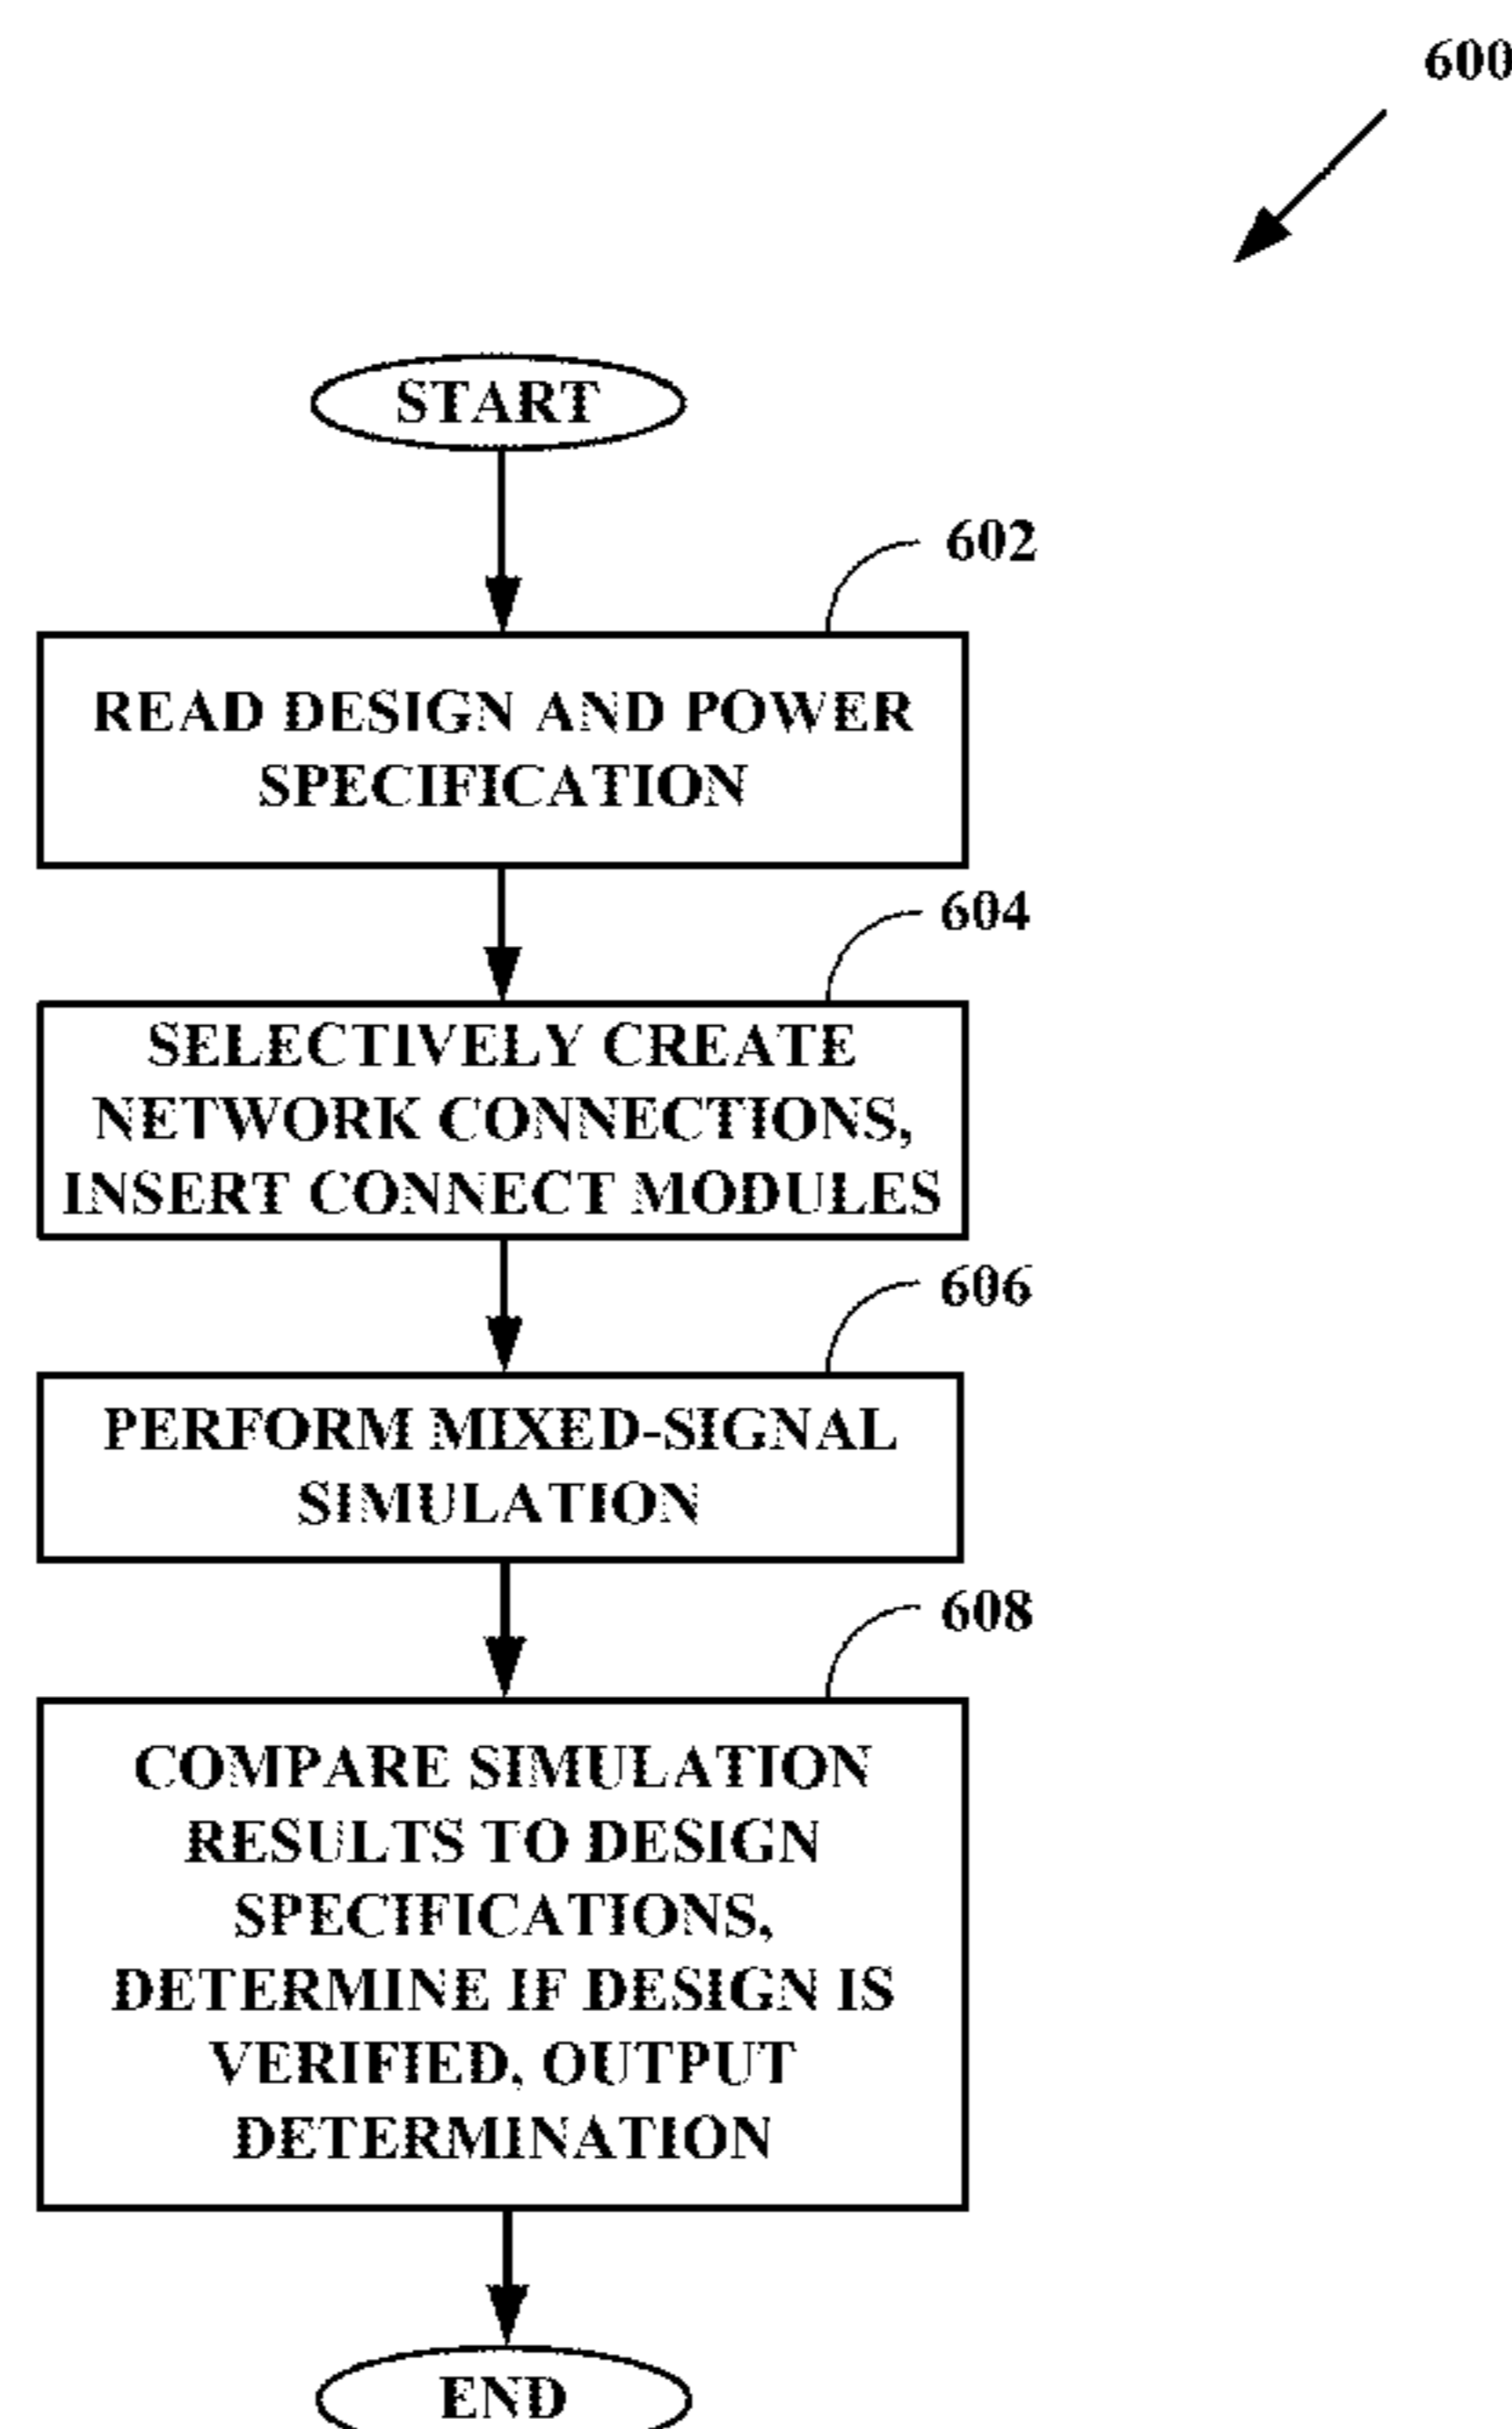 600
START
602
READ DESIGN AND POWER
SPECIFICATION
604
SELECTIVELY CREATE
NETWORK CONNECTIONS,
INSERT CONNECT MODULES
606
PERFORM MIXED-SIGNAL
SIMULATION
608
COMPARE SIMULATION
RESULTS TO DESIGN
SPECIFICATIONS,
DETERMINE IF DESIGN IS
VERIFIED, OUTPUT
DETERMINATION
END